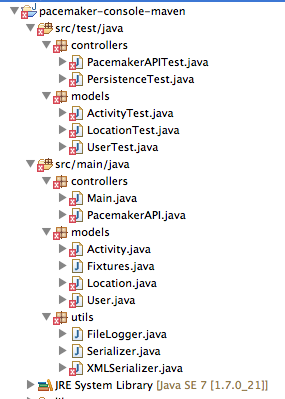 pacemaker-console-maven
src/test/java
controllers
PacemakerAPITest.java
PersistenceTest.java
models
ActivityTest.java
LocationTest.java
UserTest.java
src/main/java
controllers
Main.java
PacemakerAPI.java
models
Activity.java
Fixtures.java
Location.java
User.java
utils
FileLogger.java
Serializer.java
XMLSerializer.java
JRE System Library [Java SE 7 [1.7.0_21]]